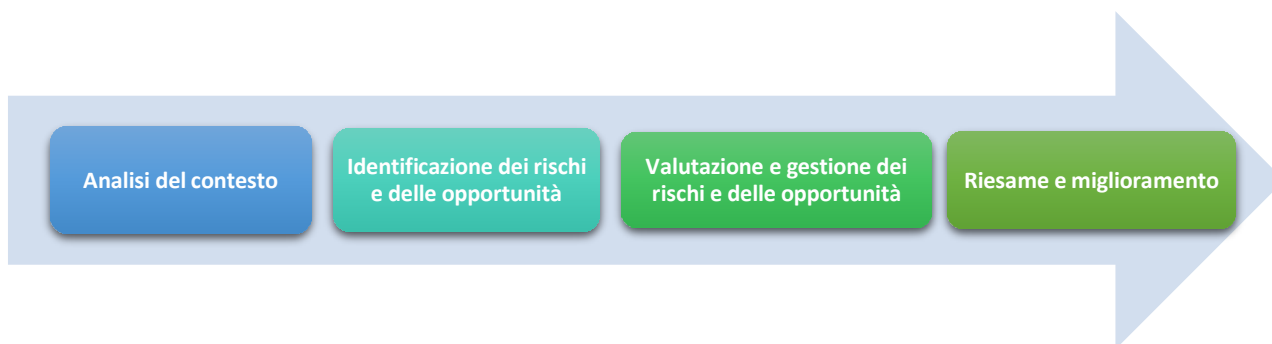 Analisi del contesto
Identificazione dei rischi
e delle opportunità
Valutazione e gestione dei
rischi e delle opportunità
Riesame e miglioramento